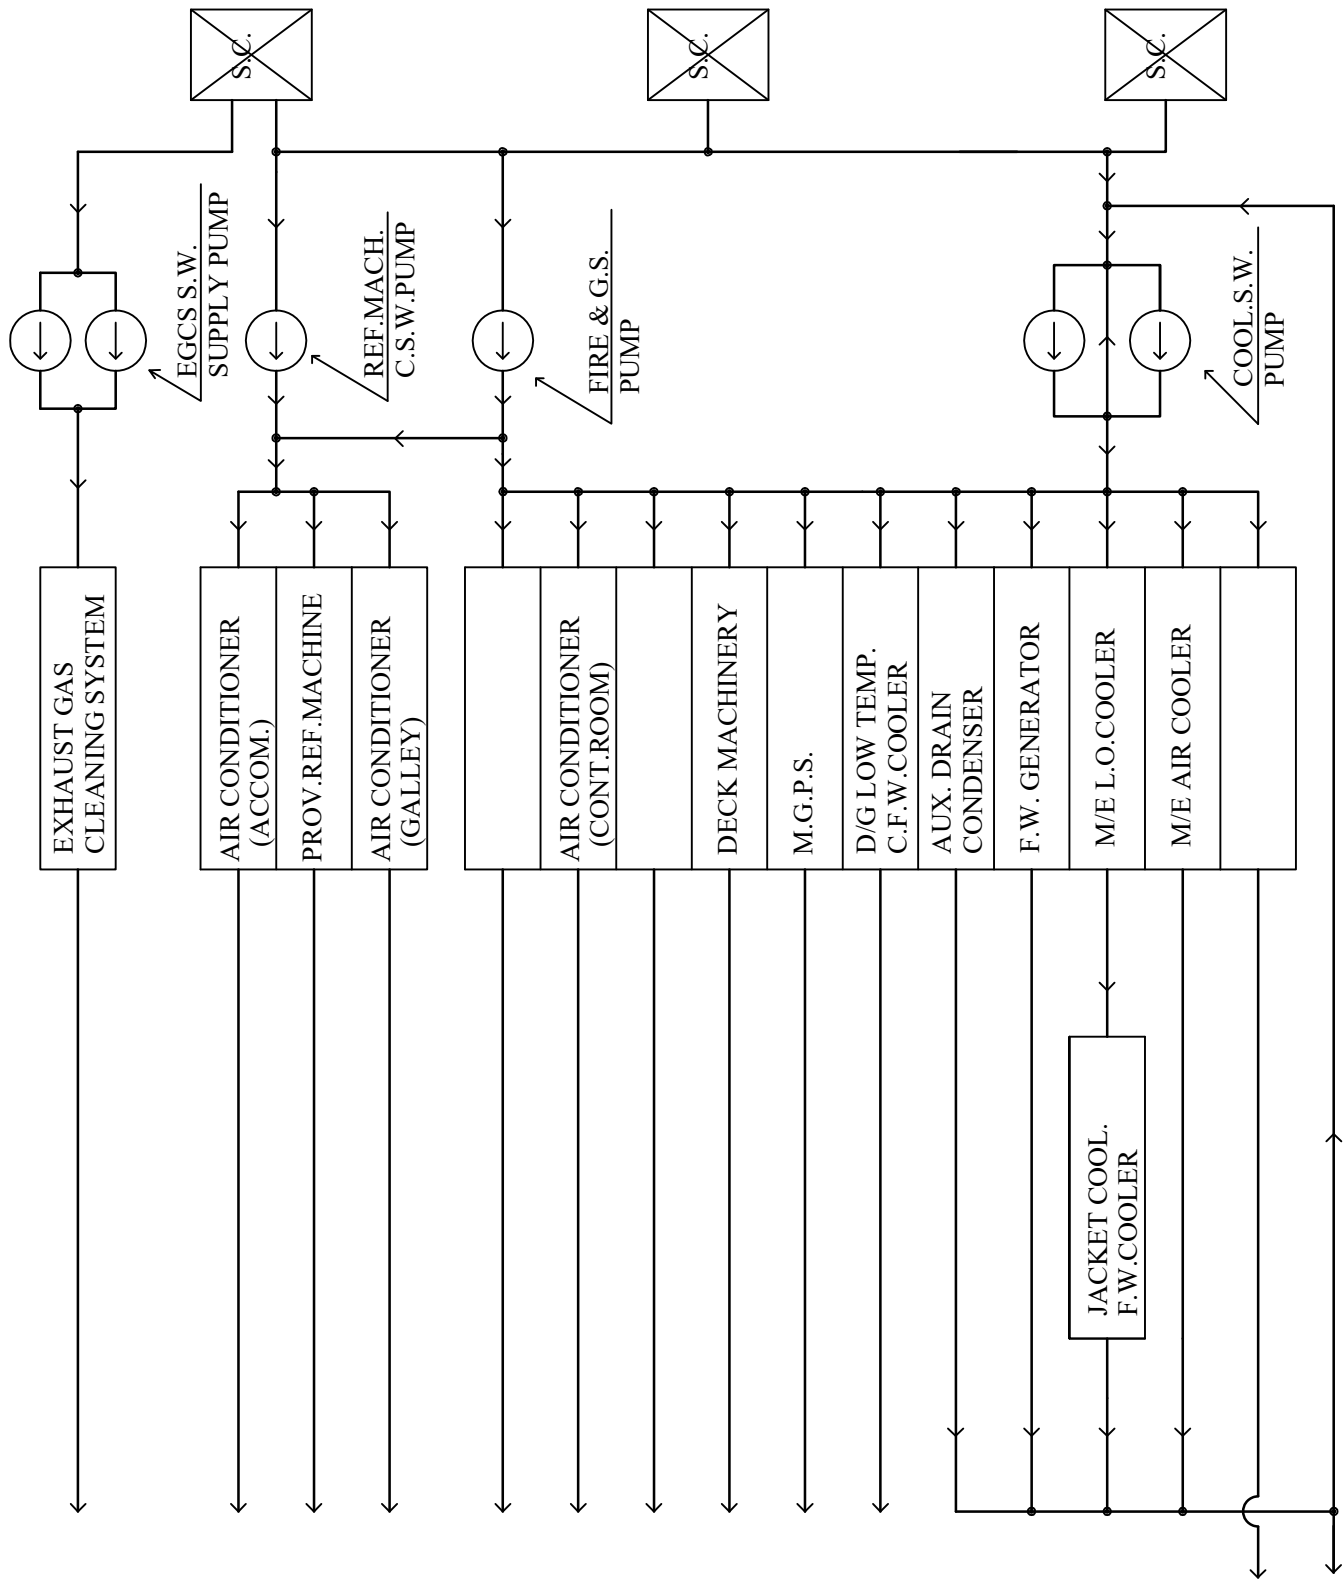 S.C.
S.C.
S.C.
EGCS S.W.
SUPPLY PUMP
REF.MACH.
C.S.W.PUMP
FIRE & G.S.
PUMP
COOL.S.W.
PUMP
EXHAUST GAS
CLEANING SYSTEM
AIR CONDITIONER
(ACCOM.)
PROV.REF.MACHINE
AIR CONDITIONER
(GALLEY)
AIR CONDITIONER
(CONT.ROOM)
DECK MACHINERY
M.G.P.S.
D/G LOW TEMP.
C.F.W.COOLER
AUX. DRAIN
CONDENSER
F.W. GENERATOR
M/E L.O.COOLER
M/E AIR COOLER
JACKET COOL.
F.W.COOLER